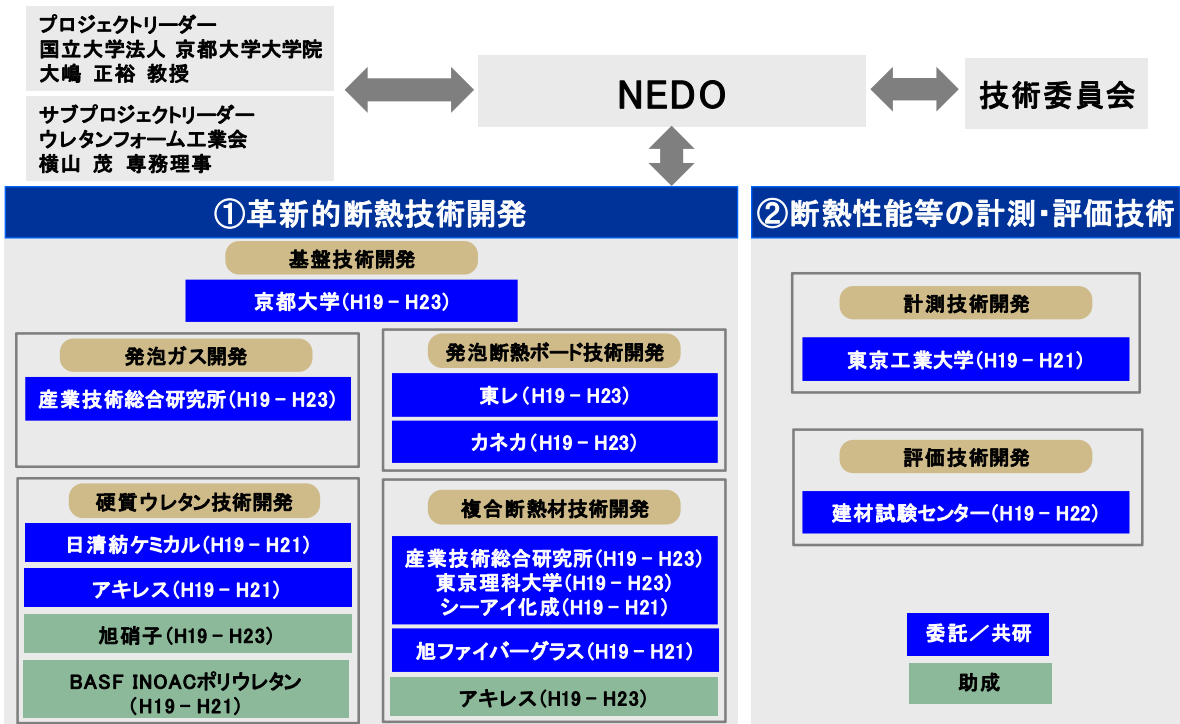 プロジェクトリーダー
国立大学法人 京都大学大学院
大嶋 正裕 教授
サブプロジェクトリーダー
ウレタンフォーム工業会
横山 茂 専務理事
NEDO
技術委員会
①革新的断熱技術開発
基盤技術開発
京都大学(H19-H23)
発泡ガス開発
産業技術総合研究所(H19-H23)
発泡断熱ボード技術開発
東レ(H19-H23)
カネカ(H19-H23)
硬質ウレタン技術開発
日清紡ケミカル(H19-H21)
アキレス(H19-H21)
旭硝子(H19-H23)
BASF INOACポリウレタン
(H19-H21)
複合断熱材技術開発
産業技術総合研究所(H19-H23)
東京理科大学(H19-H23)
シーアイ化成(H19-H21)
旭ファイバーグラス(H19-H21)
アキレス(H19-H23)
②断熱性能等の計測・評価技術
計測技術開発
東京工業大学(H19-H21)
評価技術開発
建材試験センター(H19-H22)
委託／共研
助成